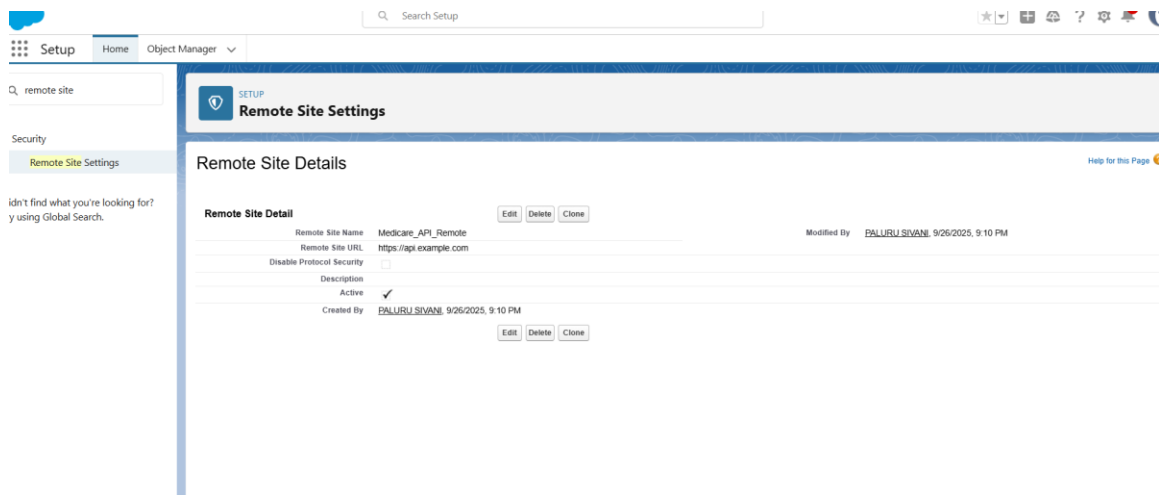 Search Setup
Setup Home Object Manager
remote site
SETUP
Remote Site Settings
Security
Remote Site Settings
idn't find what you're looking for?
y using Global Search.
Remote Site Details
Help for this Page
Remote Site Detail Edit Delete Clone
Remote Site Name Medicare_API_Remote Modified By PALURU SIVANI, 9/26/2025, 9:10 PM
Remote Site URL https://api.example.com
Disable Protocol Security
Description
Active ✓
Created By PALURU SIVANI, 9/26/2025, 9:10 PM
Edit Delete Clone